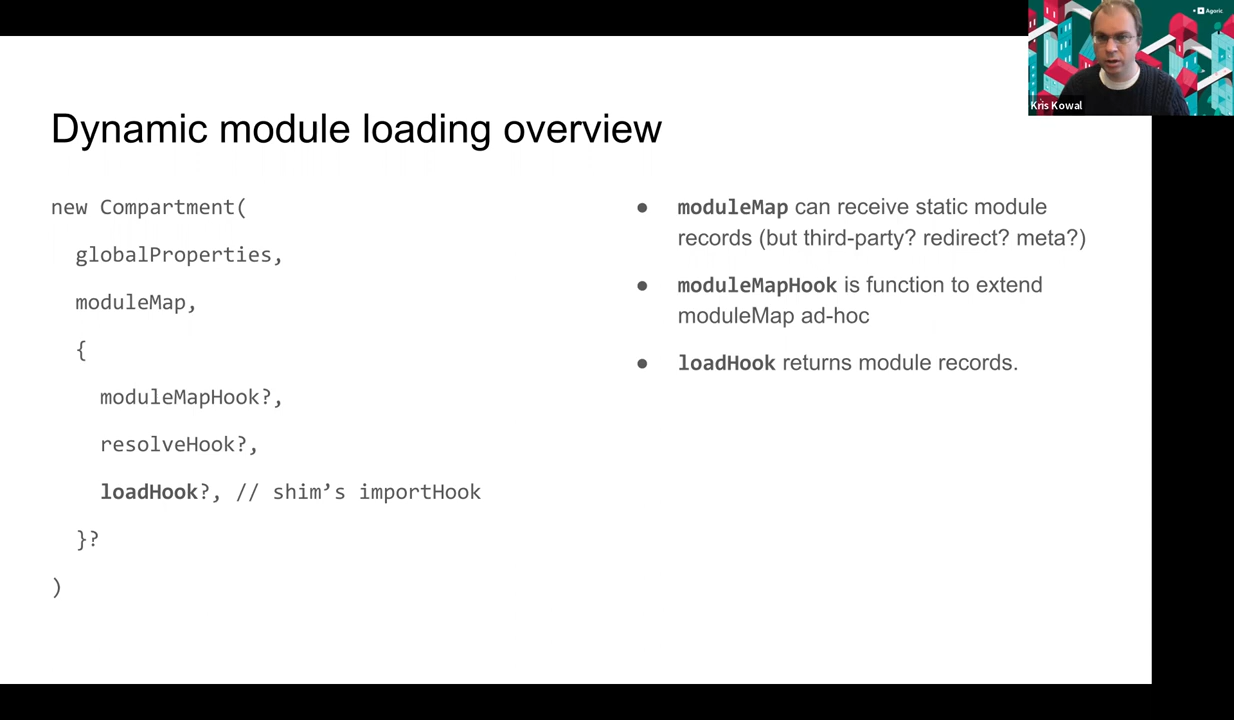 Agoric
Kris Kowal
Dynamic module loading overview
new Compartment(
globalProperties,
moduleMap,
{
moduleMapHook?,
resolveHook?,
loadHook?, // shim’s importHook
}?
)
● moduleMap can receive static module
records (but third-party? redirect? meta?)
● moduleMapHook is function to extend
moduleMap ad-hoc
● loadHook returns module records.